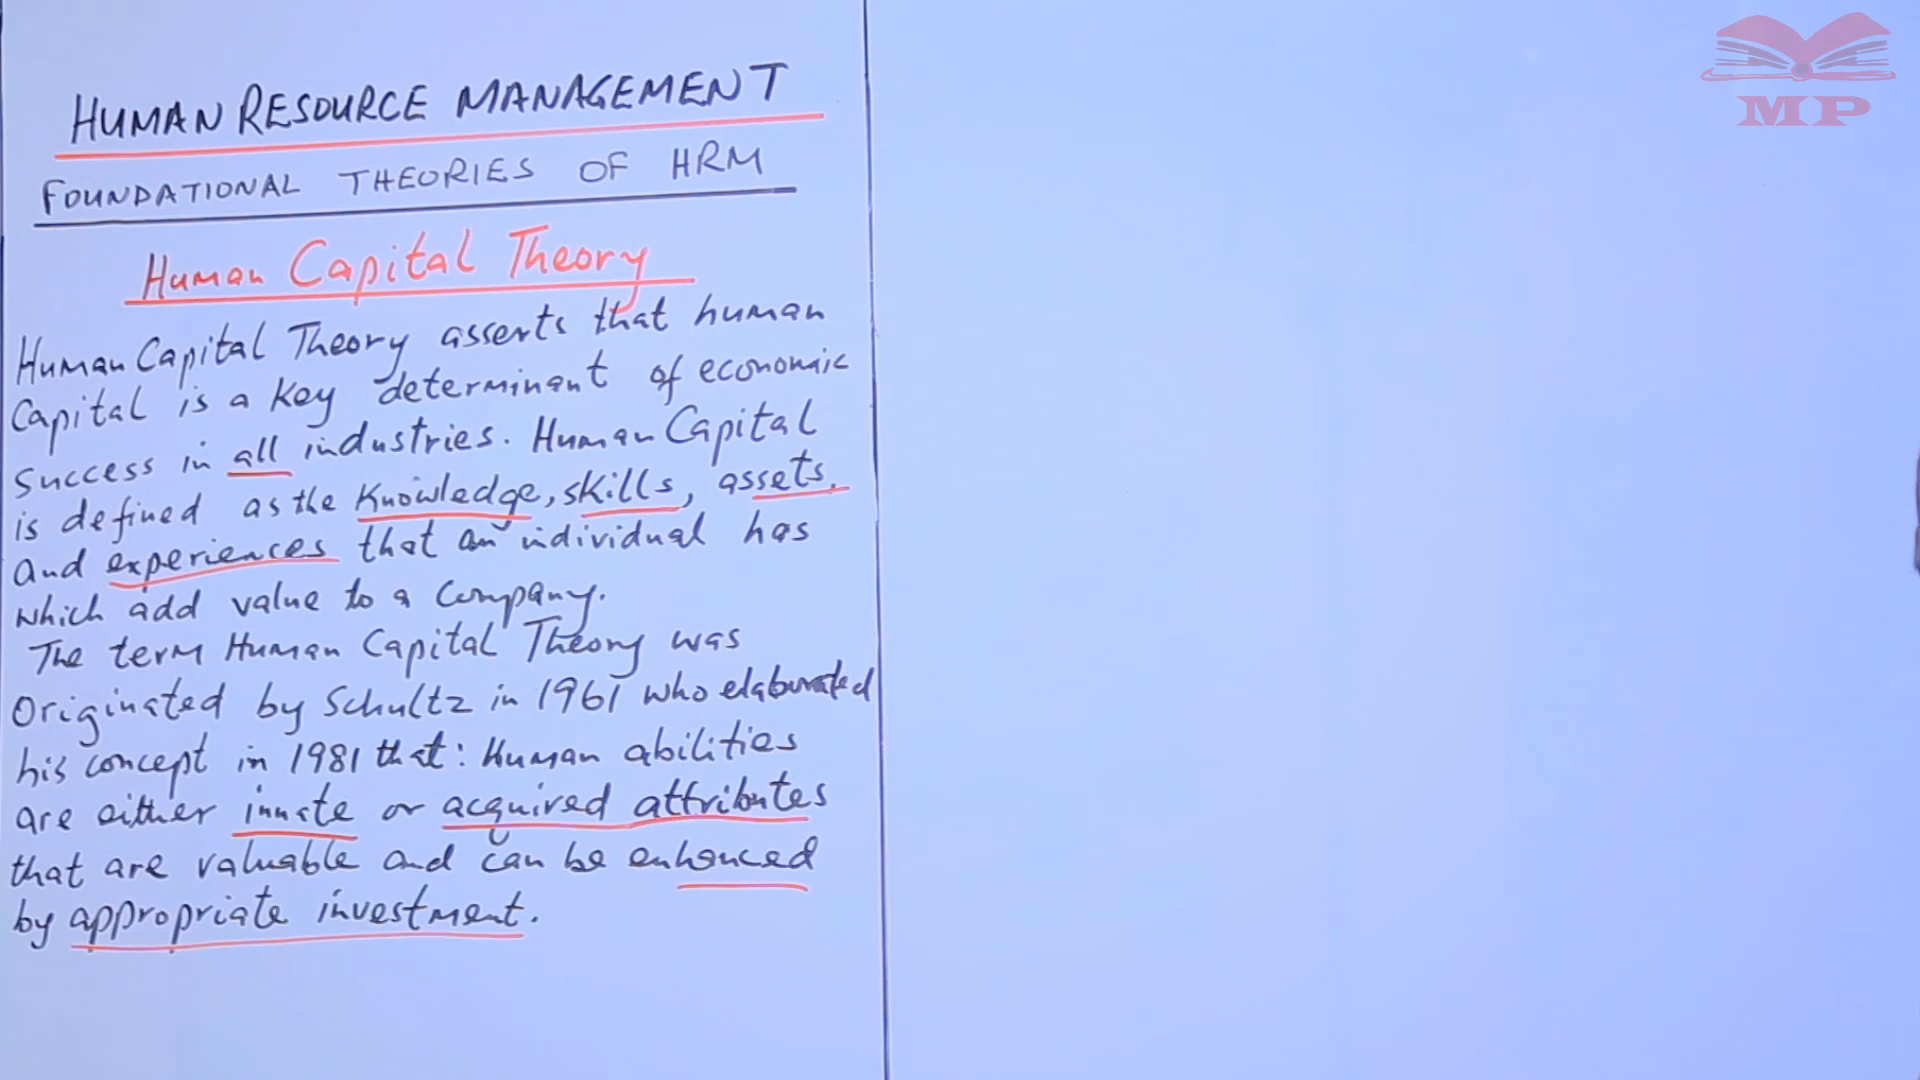 HUMAN RESOURCE MANAGEMENT
FOUNDATIONAL THEORIES OF HRM
Human Capital Theory
Human Capital Theory asserts that human
Capital is a key determinant of economic
Success in all industries. Human Capital
is defined as the Knowledge, skills, assets,
and experiences that an individual has
which add value to a Company.
The term Human Capital Theory was
Originated by Schultz in 1961 who elaborated
his concept in 1981 that: Human abilities
are either innate or acquired attributes
that are valuable and can be enhanced
by appropriate investment.
MP